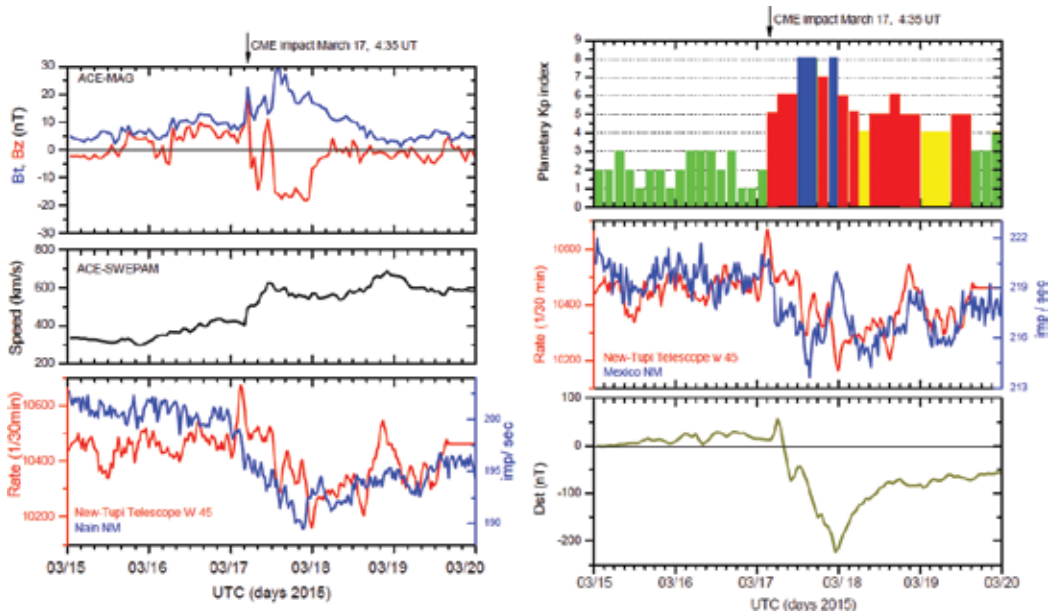 CME impact March 17, 4:35 UT
ACE-MAG
Bt, Bz (nT)
30
20
10
0
-10
-20
-30
ACE-SWEPAM
Speed (km/s)
800
600
400
200
Rate (1/30min)
10600
10400
10200
200
195
190
imp/ sec
New-Tupi Telescope W 45
Nain NM
03/15
03/16
03/17
03/18
03/19
03/20
UTC (days 2015)
CME impact March 17, 4:35 UT
Planetary Kp index
9
8
7
6
5
4
3
2
1
0
Rate (1/30 min)
10600
10400
10200
222
219
216
213
imp/ sec
New-Tupi Telescope w 45
Mexico NM
Dst (nT)
100
0
-100
-200
03/15
03/16
03/17
03/ 18
03/19
03/20
UTC (days 2015)